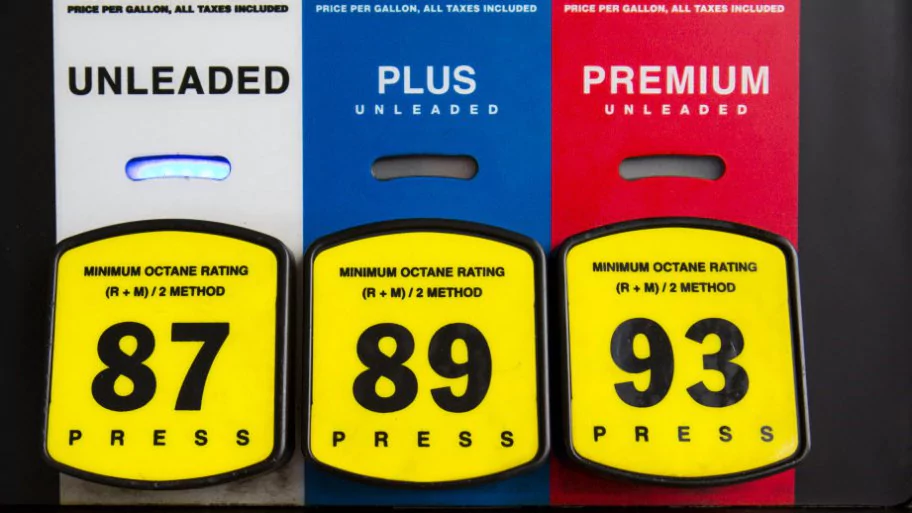 PRICE PER GALLON, ALL TAXES INCLUDED
UNLEADED
MINIMUM OCTANE RATING
(R + M) / 2 METHOD
87
PRESS
PRICE PER GALLON, ALL TAXES INCLUDED
PLUS
UNLEADED
MINIMUM OCTANE RATING
(R + M) / 2 METHOD
89
PRESS
PRICE PER GALLON, ALL TAXES INCLUDED
PREMIUM
UNLEADED
MINIMUM OCTANE RATING
(R + M) / 2 METHOD
93
PRESS